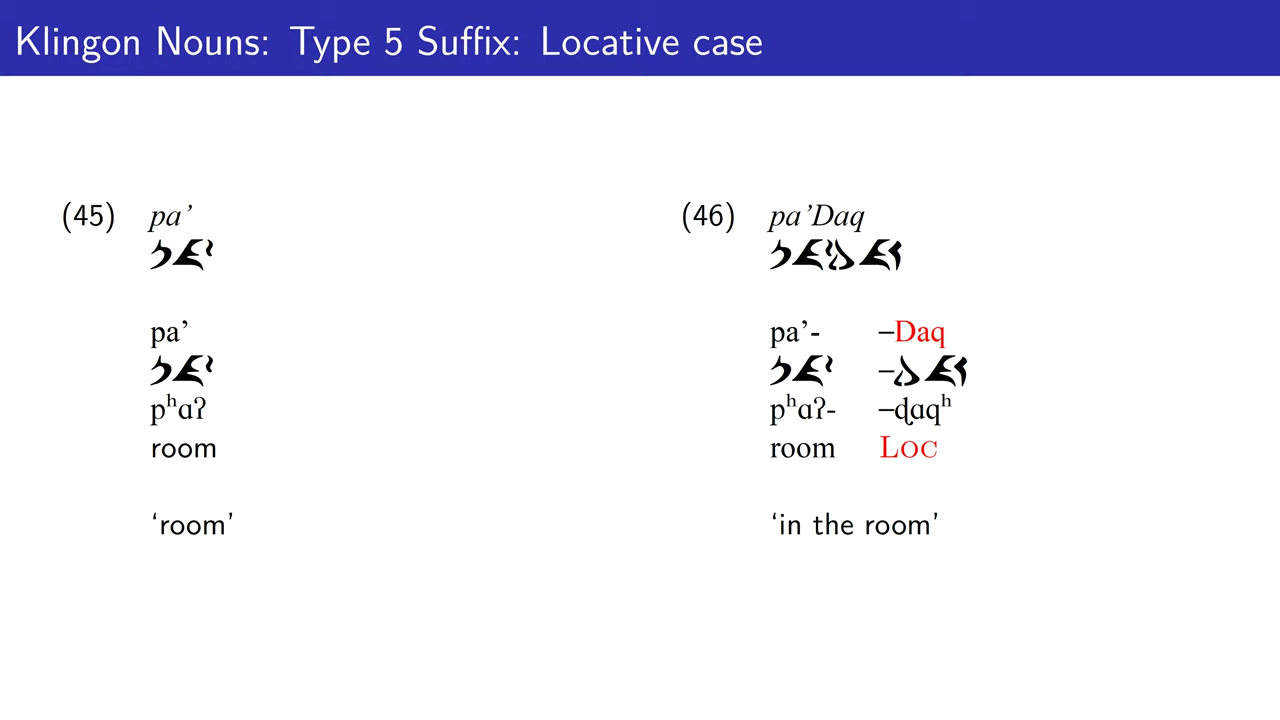 Klingon Nouns: Type 5 Suffix: Locative case
(45) pa’
  
pa’
  
pʰɑʔ
room
‘room’
(46) pa’Daq
     
pa’- –Daq
   –  
pʰɑʔ- –ɖɑqʰ
room Loc
‘in the room’